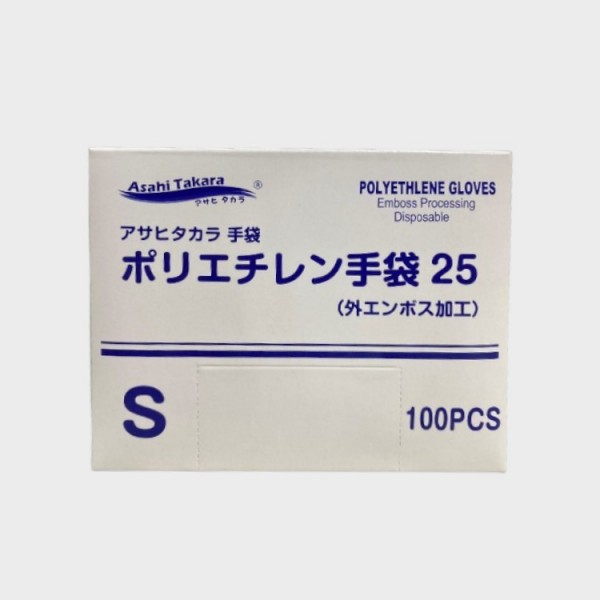 Asahi Takara ®
アサヒ タカラ
POLYETHLENE GLOVES
Emboss Processing
Disposable
アサヒタカラ 手袋
ポリエチレン手袋 25
(外エンボス加工)
S
100PCS